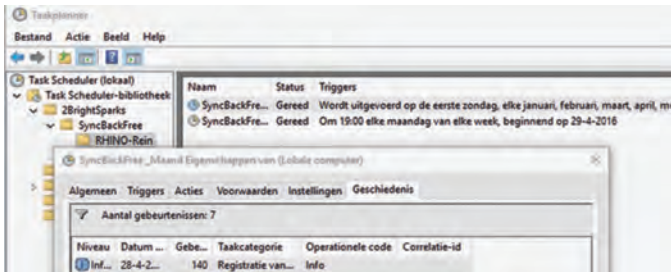 Taakplanner
Bestand Actie Beeld Help
Task Scheduler (lokaal)
Task Scheduler-bibliotheek
2BrightSparks
SyncBackFree
RHINO-Rein
Naam Status Triggers
SyncBackFre... Gereed Wordt uitgevoerd op de eerste zondag, elke januari, februari, maart, april, m
SyncBackFre... Gereed Om 19:00 elke maandag van elke week, beginnend op 29-4-2016
SyncBackFree_Maand Eigenschappen van (Lokale computer)
Algemeen Triggers Acties Voorwaarden Instellingen Geschiedenis
Aantal gebeurtenissen: 7
Niveau Datum ... Gebe... Taakcategorie Operationele code Correlatie-id
Inf... 28-4-2... 140 Registratie van... Info